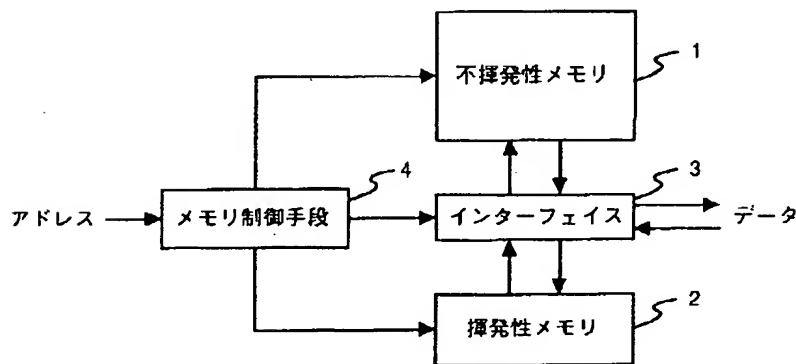 不揮発性メモリ
1
4
3
アドレス
メモリ制御手段
インターフェイス
データ
2
揮発性メモリ